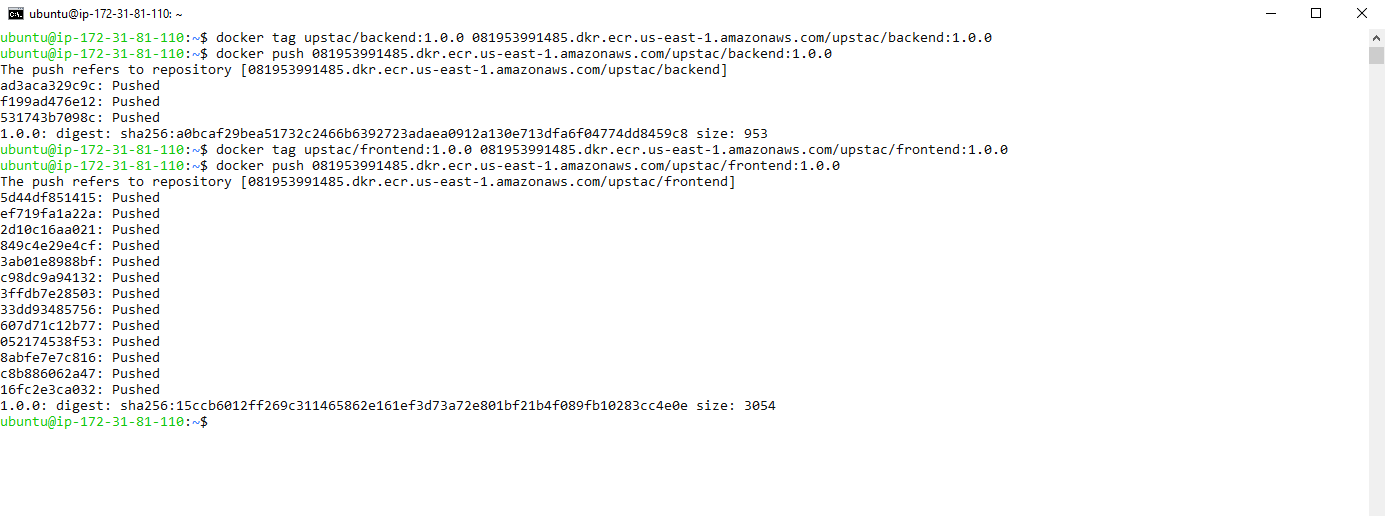 ubuntu@ip-172-31-81-110: ~
ubuntu@ip-172-31-81-110:~$ docker tag upstac/backend:1.0.0 081953991485.dkr.ecr.us-east-1.amazonaws.com/upstac/backend:1.0.0
ubuntu@ip-172-31-81-110:~$ docker push 081953991485.dkr.ecr.us-east-1.amazonaws.com/upstac/backend:1.0.0
The push refers to repository [081953991485.dkr.ecr.us-east-1.amazonaws.com/upstac/backend]
ad3aca329c9c: Pushed
f199ad476e12: Pushed
531743b7098c: Pushed
1.0.0: digest: sha256:a0bcaf29bea51732c2466b6392723adaea0912a130e713dfa6f04774dd8459c8 size: 953
ubuntu@ip-172-31-81-110:~$ docker tag upstac/frontend:1.0.0 081953991485.dkr.ecr.us-east-1.amazonaws.com/upstac/frontend:1.0.0
ubuntu@ip-172-31-81-110:~$ docker push 081953991485.dkr.ecr.us-east-1.amazonaws.com/upstac/frontend:1.0.0
The push refers to repository [081953991485.dkr.ecr.us-east-1.amazonaws.com/upstac/frontend]
5d44df851415: Pushed
ef719fa1a22a: Pushed
2d10c16aa021: Pushed
849c4e29e4cf: Pushed
3ab01e8988bf: Pushed
c98dc9a94132: Pushed
3ffdb7e28503: Pushed
33dd93485756: Pushed
607d71c12b77: Pushed
052174538f53: Pushed
8abfe7e7c816: Pushed
c8b886062a47: Pushed
16fc2e3ca032: Pushed
1.0.0: digest: sha256:15ccb6012ff269c311465862e161ef3d73a72e801bf21b4f089fb10283cc4e0e size: 3054
ubuntu@ip-172-31-81-110:~$